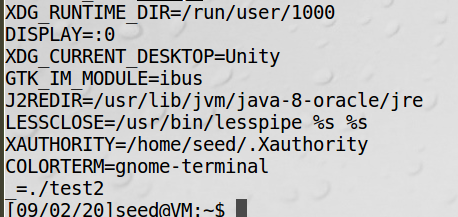 XDG_RUNTIME_DIR=/run/user/1000
DISPLAY=:0
XDG_CURRENT_DESKTOP=Unity
GTK_IM_MODULE=ibus
J2REDIR=/usr/lib/jvm/java-8-oracle/jre
LESSCLOSE=/usr/bin/lesspipe %s %s
XAUTHORITY=/home/seed/.Xauthority
COLORTERM=gnome-terminal
_=./test2
[09/02/20]seed@VM:~$